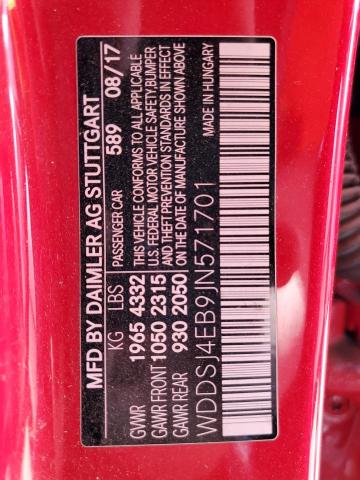 MFD BY DAIMLER AG STUTTGART
KG LBS PASSENGER CAR 589 08/17
GVWR 1965 4332 THIS VEHICLE CONFORMS TO ALL APPLICABLE
U.S. FEDERAL MOTOR VEHICLE SAFETY, BUMPER
GAWR FRONT 1050 2315 AND THEFT PREVENTION STANDARDS IN EFFECT
GAWR REAR 930 2050 ON THE DATE OF MANUFACTURE SHOWN ABOVE
WDDSJ4EB9JN571701 MADE IN HUNGARY